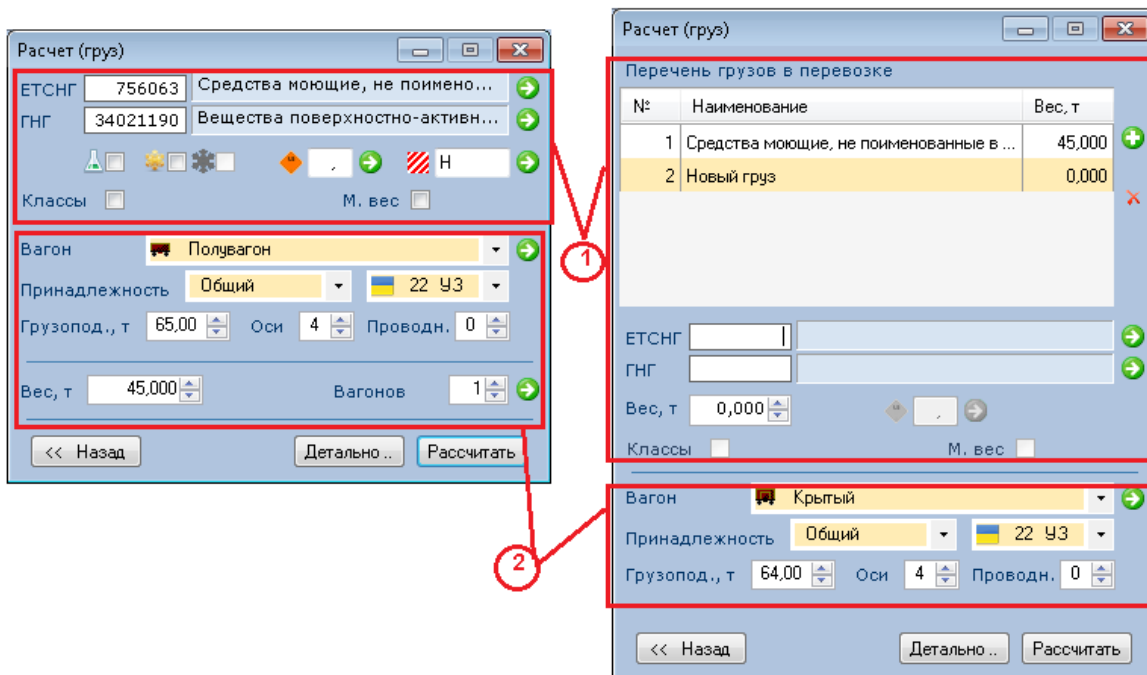 Расчет (груз)
ЕТСНГ 756063 Средства моющие, не поимено...
ГНГ 34021190 Вещества поверхностно-активн...
, Н
Классы М. вес
Вагон Полувагон
Принадлежность Общий 22 УЗ
Грузопод., т 65,00 Оси 4 Проводн. 0
Вес, т 45,000 Вагонов 1
<< Назад Детально .. Рассчитать
1
2
Расчет (груз)
Перечень грузов в перевозке
№ Наименование Вес, т
1 Средства моющие, не поименованные в ... 45,000
2 Новый груз 0,000
ЕТСНГ
ГНГ
Вес, т 0,000 ,
Классы М. вес
Вагон Крытый
Принадлежность Общий 22 УЗ
Грузопод., т 64,00 Оси 4 Проводн. 0
<< Назад Детально .. Рассчитать